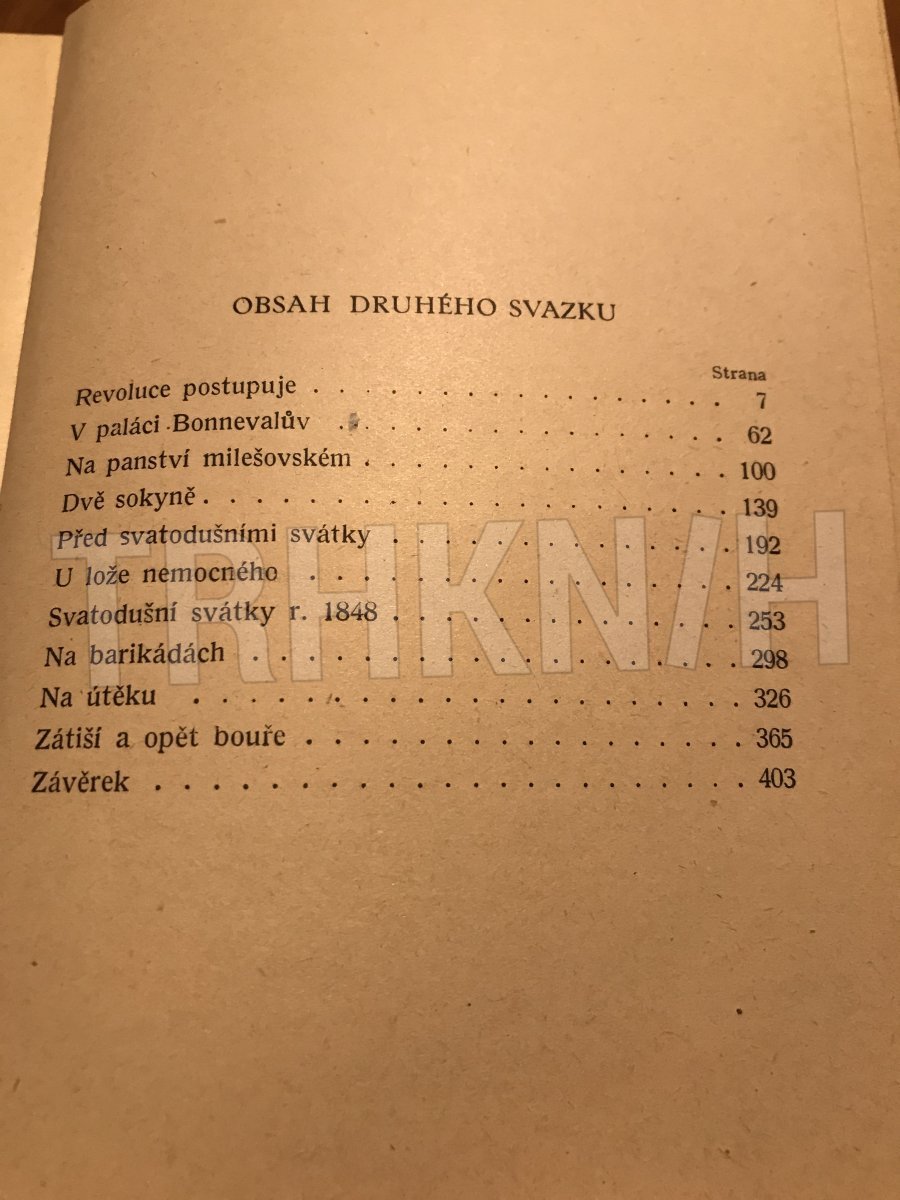 OBSAH DRUHÉHO SVAZKU
Strana
Revoluce postupuje . . . . . . . . . . . . . . . 7
V paláci Bonnevalův . . . . . . . . . . . . . . 62
Na panství milešovském . . . . . . . . . . . . . 100
Dvě sokyně . . . . . . . . . . . . . . . . . . . 139
Před svatodušními svátky . . . . . . . . . . . . 192
U lože nemocného . . . . . . . . . . . . . . . . 224
Svatodušní svátky r. 1848 . . . . . . . . . . . . 253
Na barikádách . . . . . . . . . . . . . . . . . . 298
Na útěku . . . . . . . . . . . . . . . . . . . . 326
Zátiší a opět bouře . . . . . . . . . . . . . . . 365
Závěrek . . . . . . . . . . . . . . . . . . . . . 403
TRHKN/H